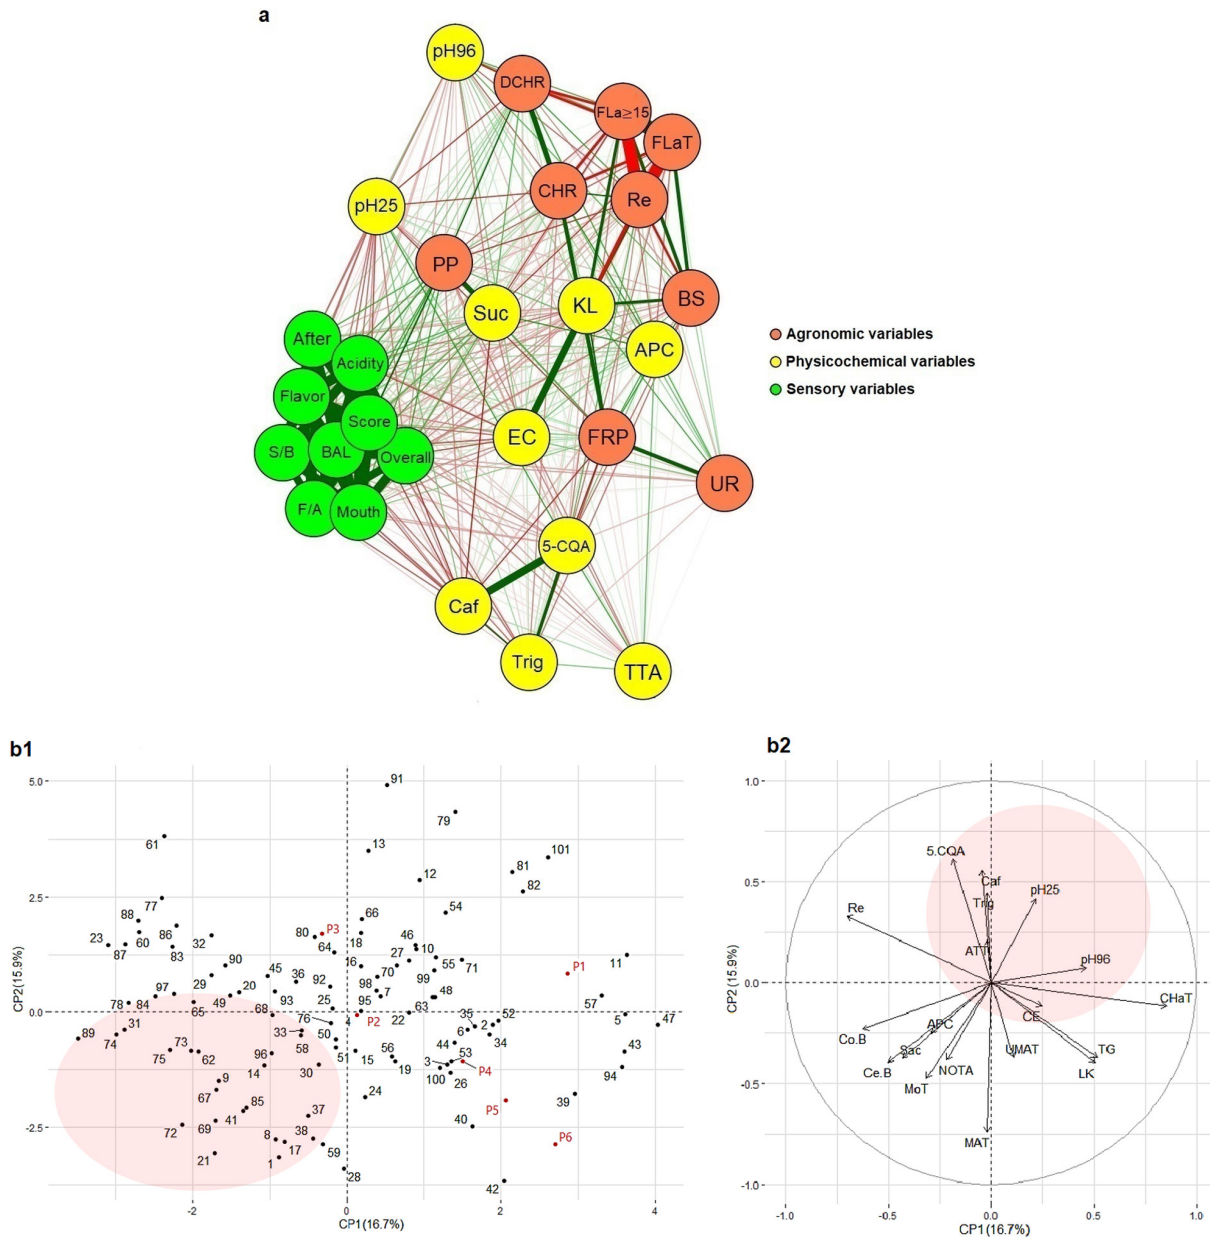 a
pH96
DCHR
FLa≥15
FLaT
pH25
CHR
Re
PP
Suc
KL
BS
After
Acidity
APC
Agronomic variables
Physicochemical variables
Sensory variables
Flavor
Score
S/B
BAL
Overall
EC
FRP
UR
F/A
Mouth
5-CQA
Caf
Trig
TTA
b1
CP2 (15.9%)
5.0
2.5
0.0
-2.5
91
79
61
13
101
81
12
82
77
54
88
86
66
P3
23
60
32
80
18
46
87
83
64
27
10
11
90
16
55
71
P1
45
36
70
99
29
92
98
97
20
95
7
48
57
78
84
49
93
25
63
65
68
76
4
P2
22
35
52
5
47
31
33
50
6
2
89
74
58
44
34
43
73
96
51
15
56
53
75
62
14
30
19
3
P4
94
9
100
26
67
24
39
85
37
P5
72
69
41
8
38
40
P6
21
1
17
59
28
42
-2
0
2
4
CP1 (16.7%)
b2
CP2 (15.9%)
1.0
0.5
0.0
-0.5
-1.0
5.CQA
Caf
pH25
Trig
Re
ATT
pH96
CHaT
CE
APC
Co.B
Sac
UMAT
TG
Ce.B
NOTA
LK
MoT
MAT
-1.0
-0.5
0.0
0.5
1.0
CP1 (16.7%)